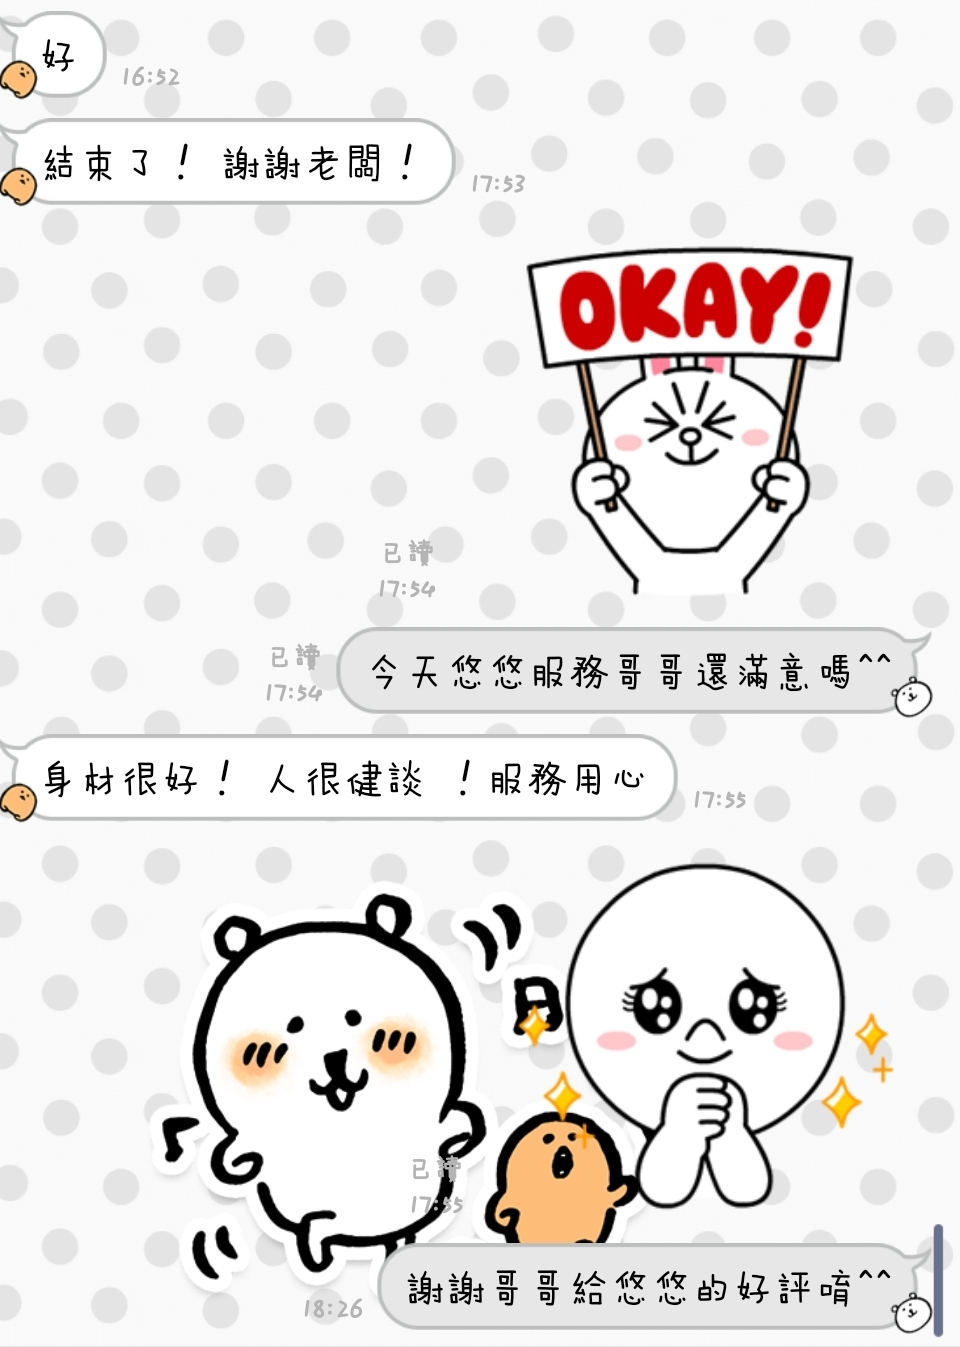 好
16:52
結束了！ 謝謝老闆！
17:53
OKAY!
已讀
17:54
已讀
17:54
今天悠悠服務哥哥還滿意嗎^^
身材很好！ 人很健談 ！服務用心
17:55
已讀
17:55
18:26
謝謝哥哥給悠悠的好評唷^^